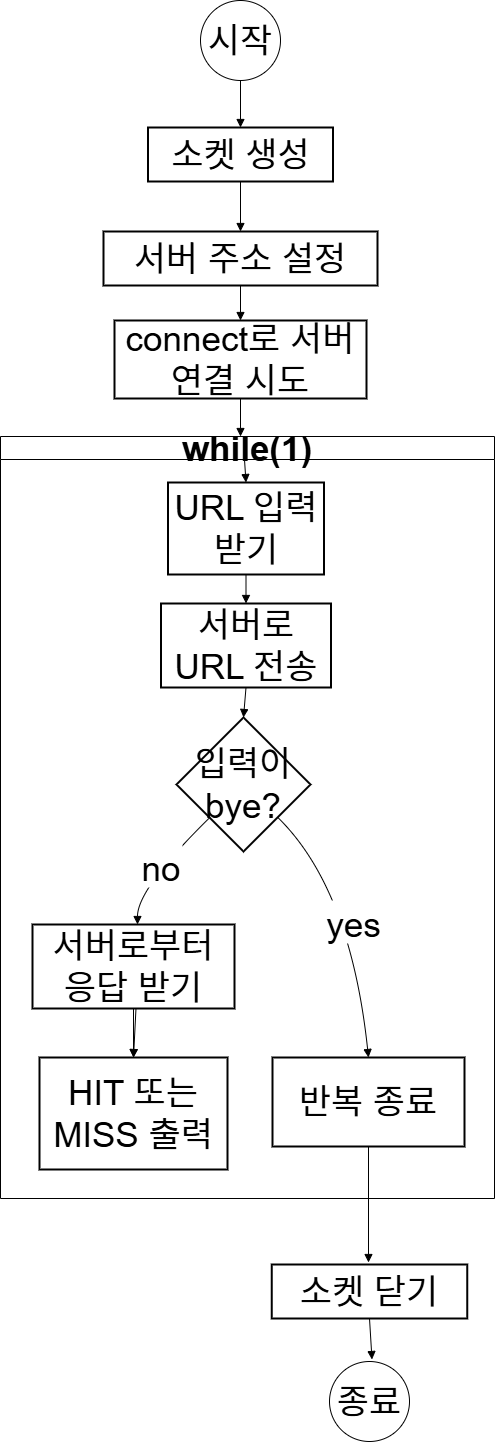 시작
소켓 생성
서버 주소 설정
connect로 서버
연결 시도
while(1)
URL 입력
받기
서버로
URL 전송
입력이
bye?
no
yes
서버로부터
응답 받기
HIT 또는
MISS 출력
반복 종료
소켓 닫기
종료